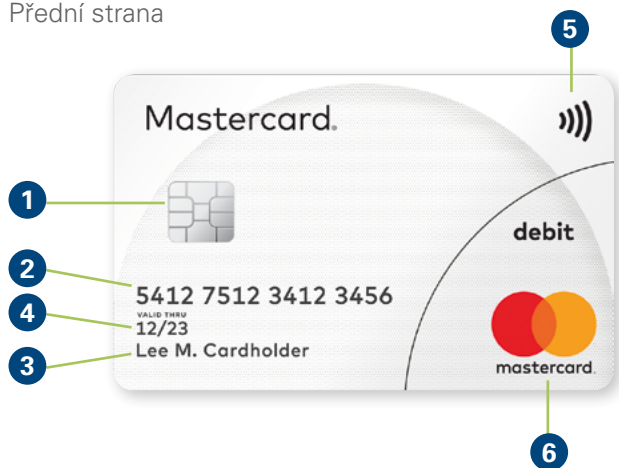 Přední strana
5
Mastercard.
1
debit
2
5412 7512 3412 3456
4
VALID THRU
12/23
3
Lee M. Cardholder
mastercard.
6